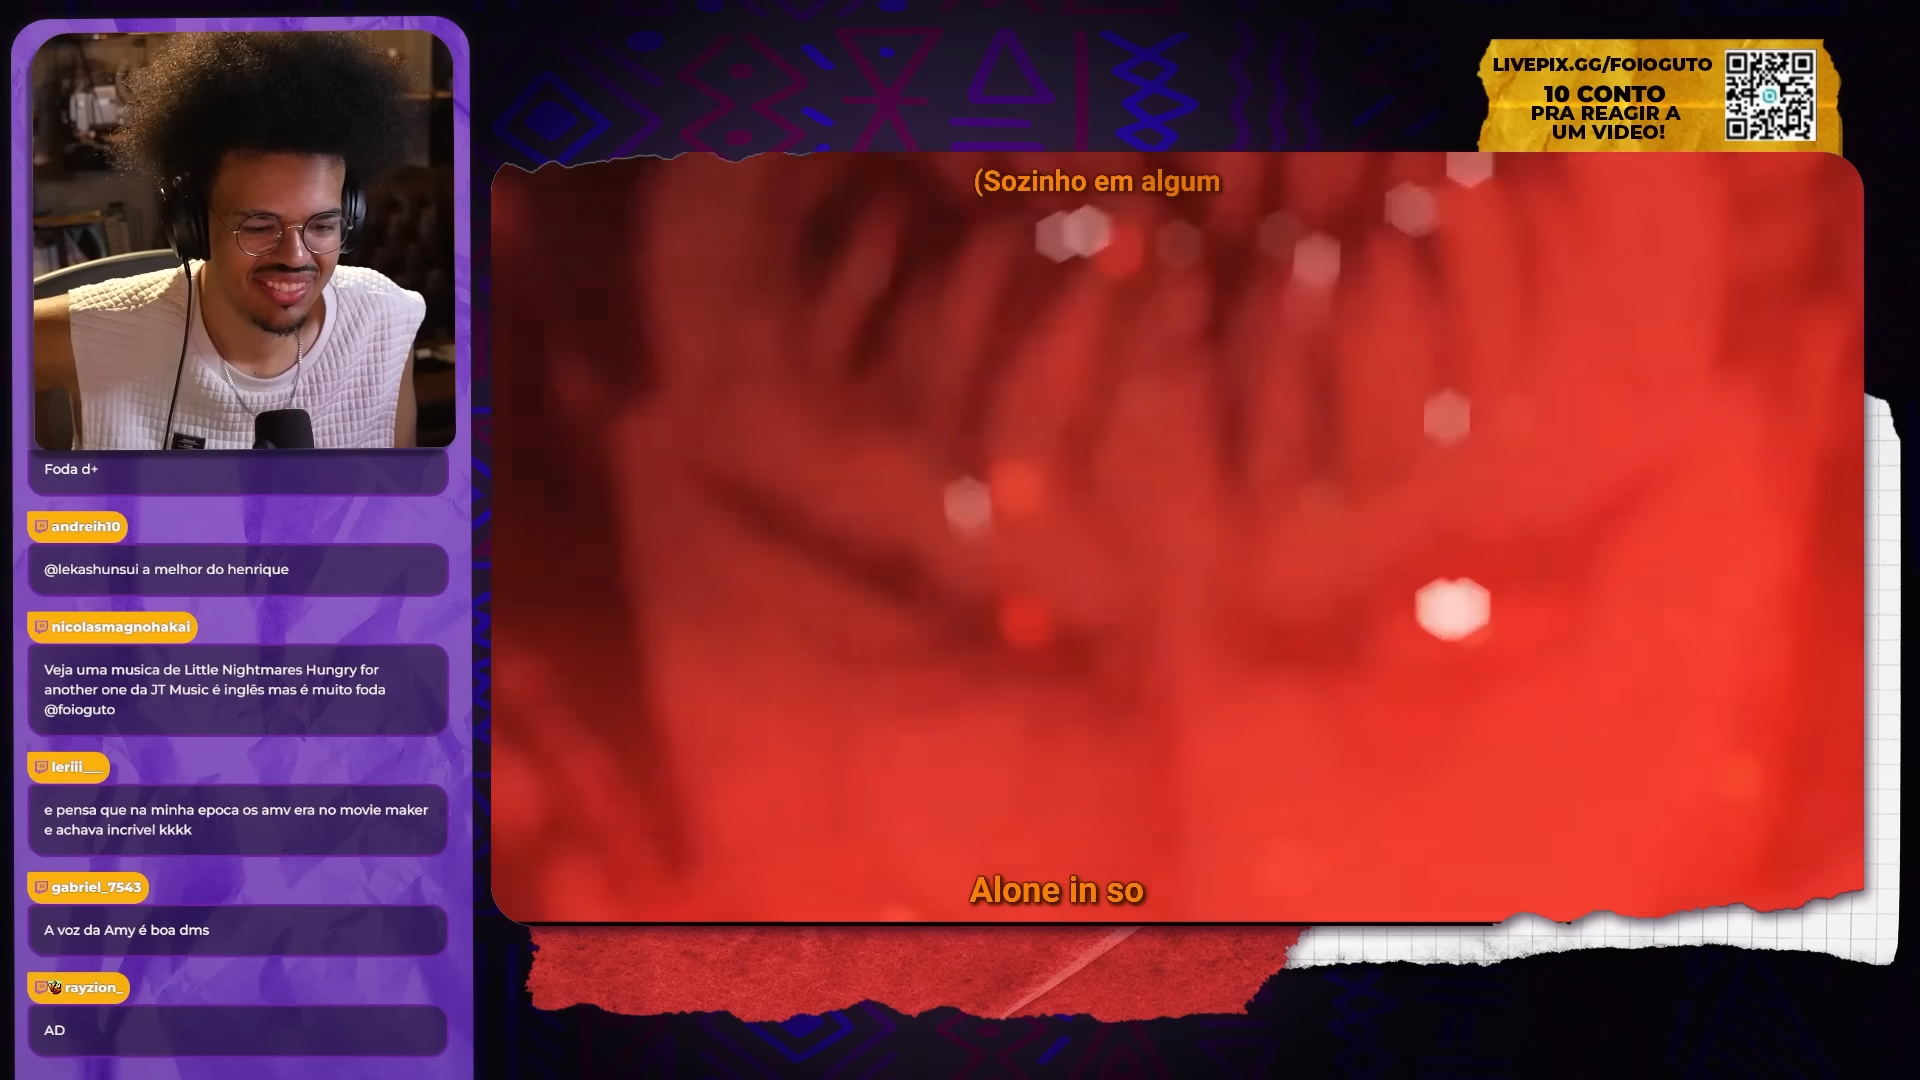 LIVEPIX.GG/FOIOGUTO
10 CONTO
PRA REAGIR A
UM VIDEO!
(Sozinho em algum
Alone in so
Foda d+
andreih10
@lekashunsui a melhor do henrique
nicolasmagnohakai
Veja uma musica de Little Nightmares Hungry for
another one da JT Music é inglês mas é muito foda
@foioguto
leriii___
e pensa que na minha epoca os amv era no movie maker
e achava incrivel kkkk
gabriel_7543
A voz da Amy é boa dms
rayzion_
AD